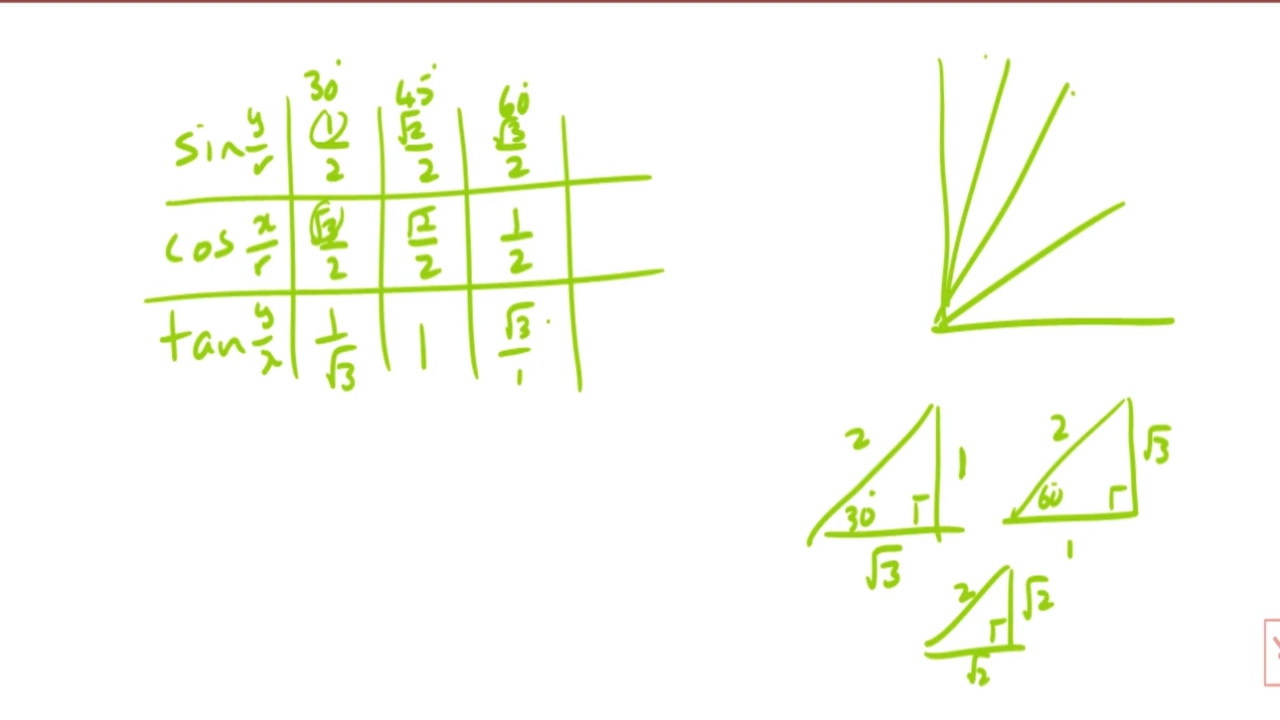 30° 45° 60°
sin y/r 1/2 √2/2 √3/2
cos x/r √3/2 √2/2 1/2
tan y/x 1/√3 1 √3/1
2 1 30° √3
2 √3 60° 1
2 √2 √2